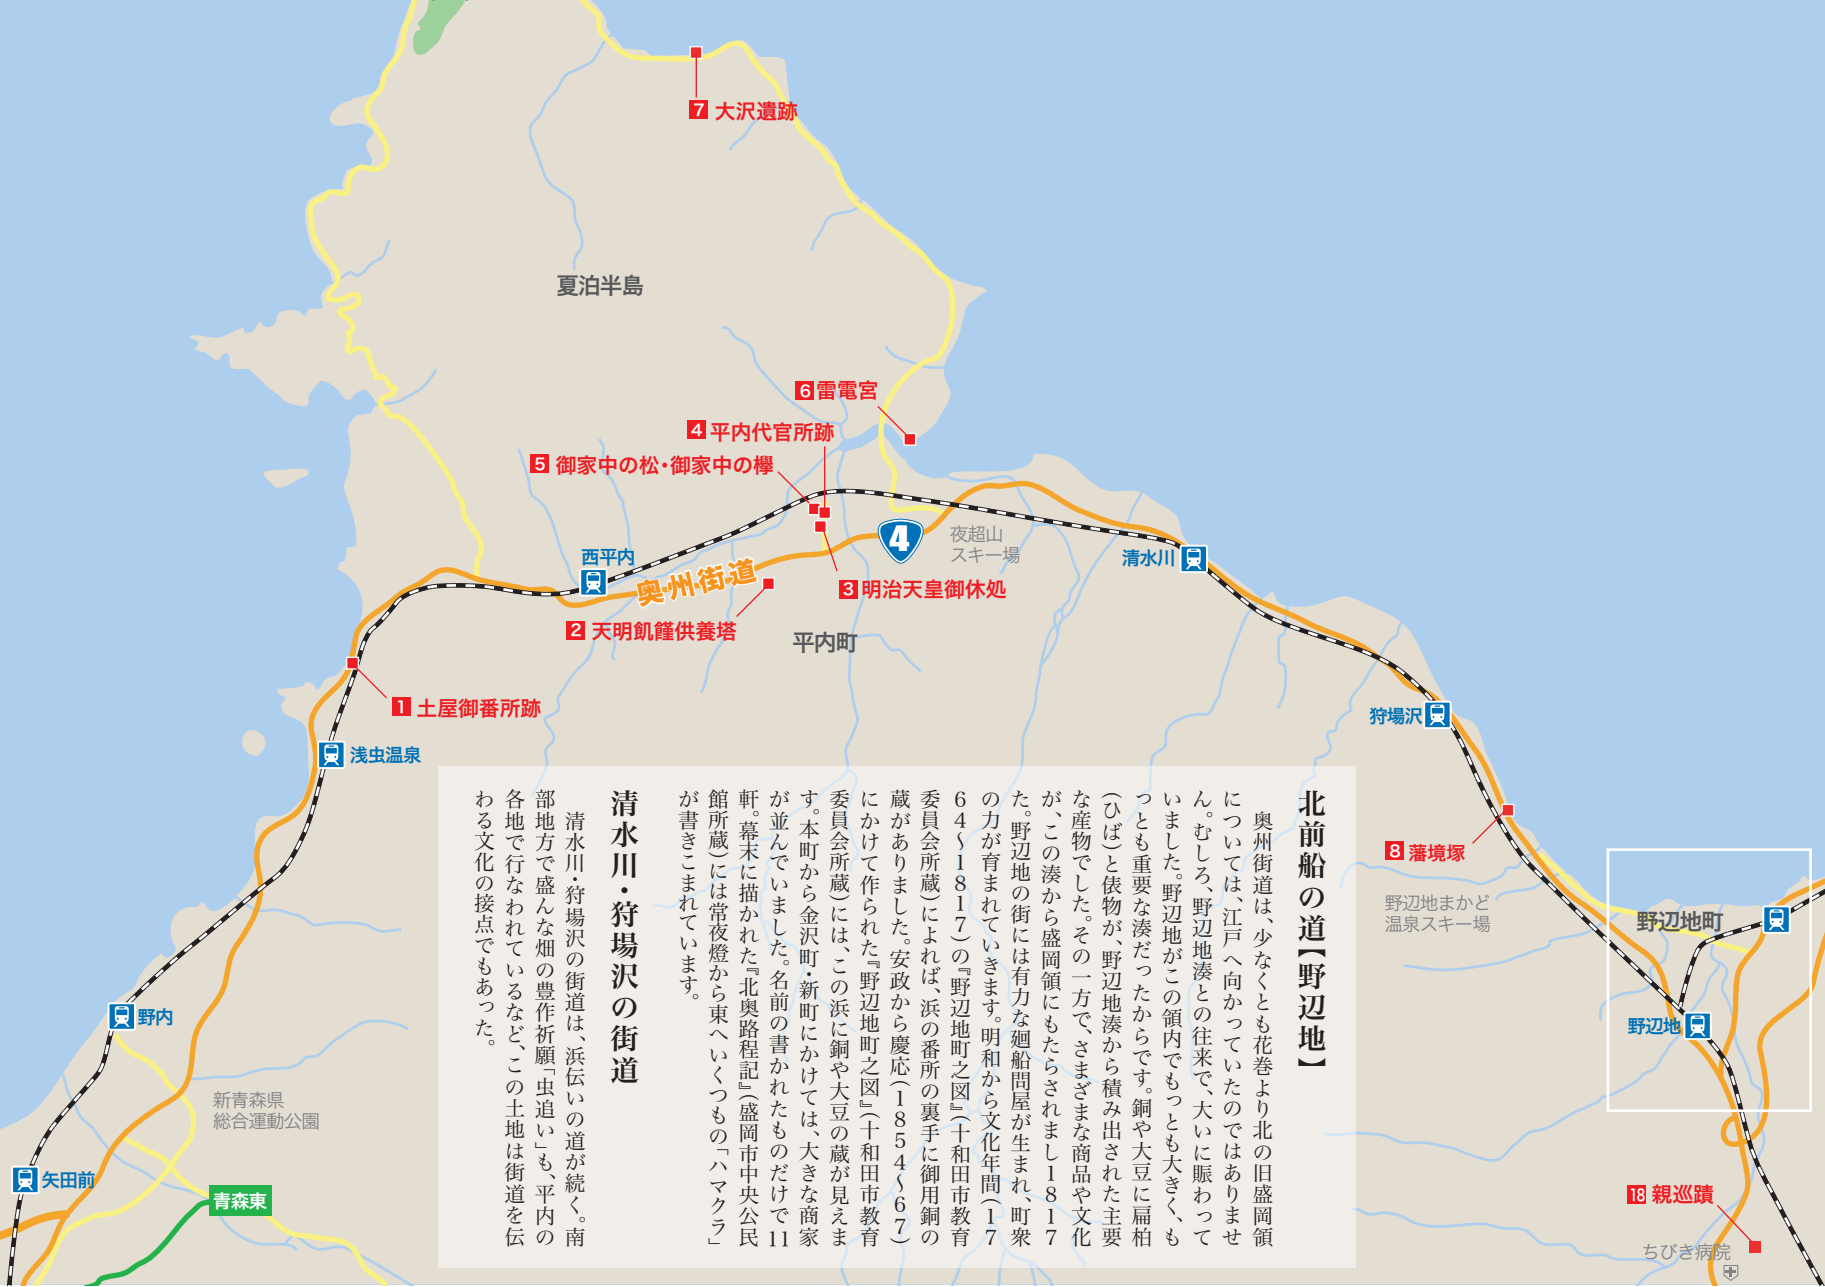 7 大沢遺跡
夏泊半島
6 雷電宮
4 平内代官所跡
5 御家中の松・御家中の欅
4
夜超山
スキー場
西平内
奥州街道
清水川
3 明治天皇御休処
2 天明飢饉供養塔
平内町
1 土屋御番所跡
浅虫温泉
狩場沢
8 藩境塚
野辺地まかど
温泉スキー場
野辺地町
野辺地
野内
新青森県
総合運動公園
矢田前
青森東
18 親巡蹟
ちびき病院
北前船の道【野辺地】
奥州街道は、少なくとも花巻より北の旧盛岡領
については、江戸へ向かっていたのではありませ
ん。むしろ、野辺地湊との往来で、大いに賑わって
いました。野辺地がこの領内でもっとも大きく、も
っとも重要な湊だったからです。銅や大豆に扁柏
（ひば）と俵物が、野辺地湊から積み出された主要
な産物でした。その一方で、さまざまな商品や文化
が、この湊から盛岡領にもたらされまし1817
た。野辺地の街には有力な廻船問屋が生まれ、町衆
の力が育まれていきます。明和から文化年間（17
64〜1817）の『野辺地町之図』（十和田市教育
委員会所蔵）によれば、浜の番所の裏手に御用銅の
蔵がありました。安政から慶応（1854〜67）
にかけて作られた『野辺地町之図』（十和田市教育
委員会所蔵）には、この浜に銅や大豆の蔵が見えま
す。本町から金沢町・新町にかけては、大きな商家
が並んでいました。名前の書かれたものだけで11
軒。幕末に描かれた『北奥路程記』（盛岡市中央公民
館所蔵）には常夜燈から東へいくつもの「ハマクラ」
が書きこまれています。
清水川・狩場沢の街道
清水川・狩場沢の街道は、浜伝いの道が続く。南
部地方で盛んな畑の豊作祈願「虫追い」も、平内の
各地で行なわれているなど、この土地は街道を伝
わる文化の接点でもあった。